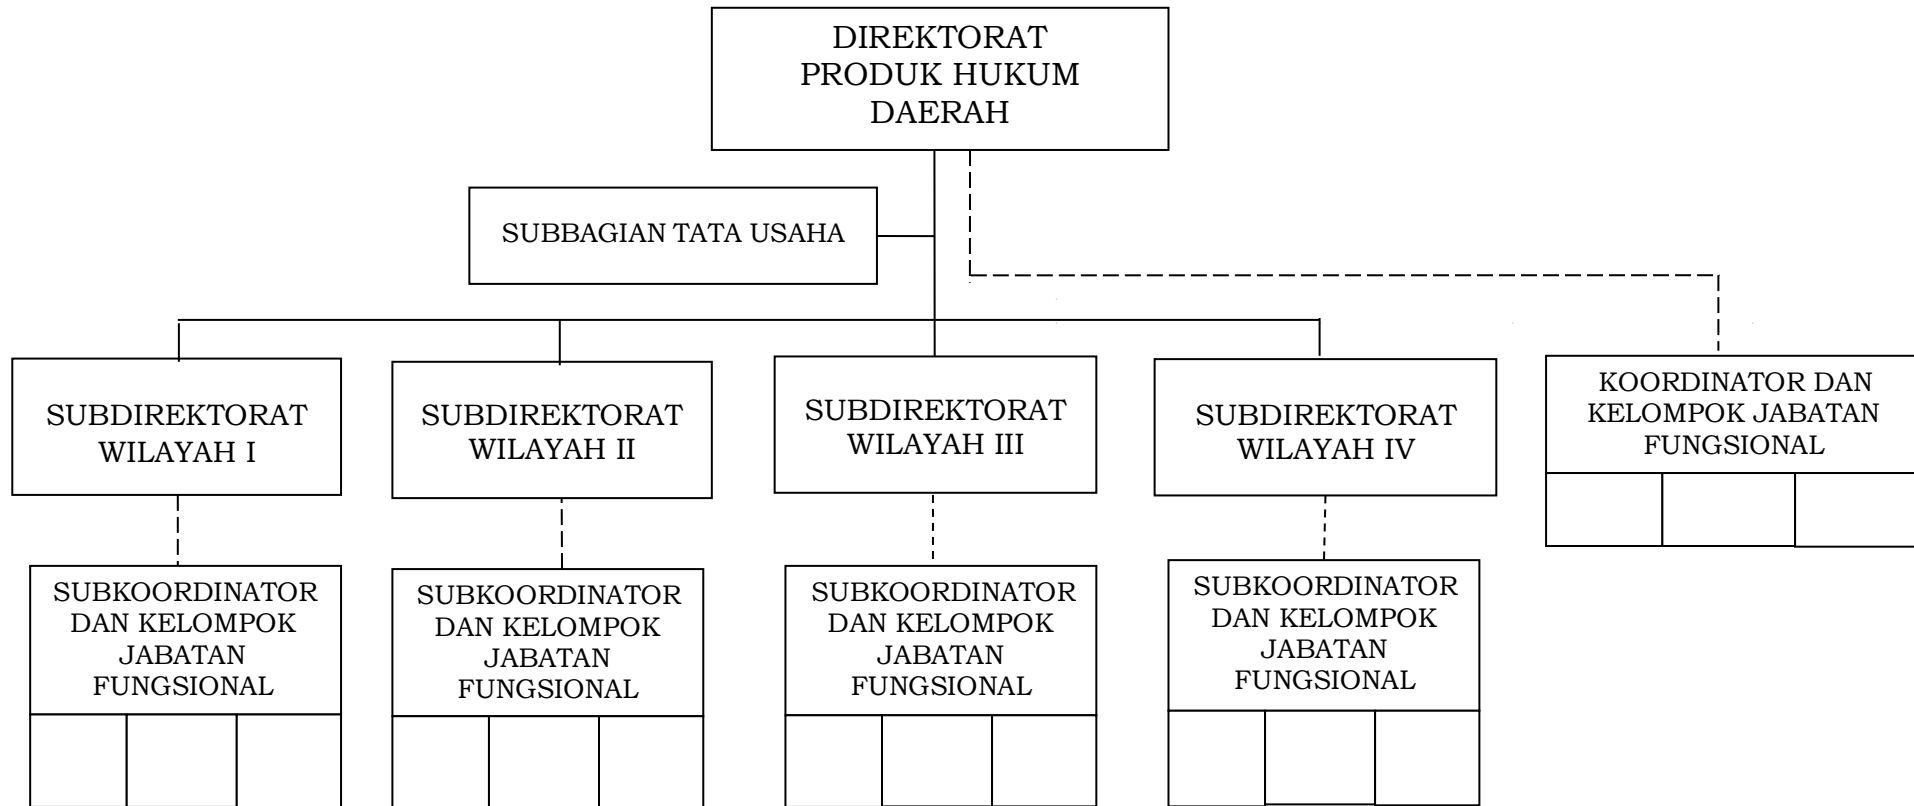 DIREKTORAT
PRODUK HUKUM
DAERAH
SUBBAGIAN TATA USAHA
SUBDIREKTORAT
WILAYAH I
SUBDIREKTORAT
WILAYAH II
SUBDIREKTORAT
WILAYAH III
SUBDIREKTORAT
WILAYAH IV
KOORDINATOR DAN
KELOMPOK JABATAN
FUNGSIONAL
SUBKOORDINATOR
DAN KELOMPOK
JABATAN
FUNGSIONAL
SUBKOORDINATOR
DAN KELOMPOK
JABATAN
FUNGSIONAL
SUBKOORDINATOR
DAN KELOMPOK
JABATAN
FUNGSIONAL
SUBKOORDINATOR
DAN KELOMPOK
JABATAN
FUNGSIONAL